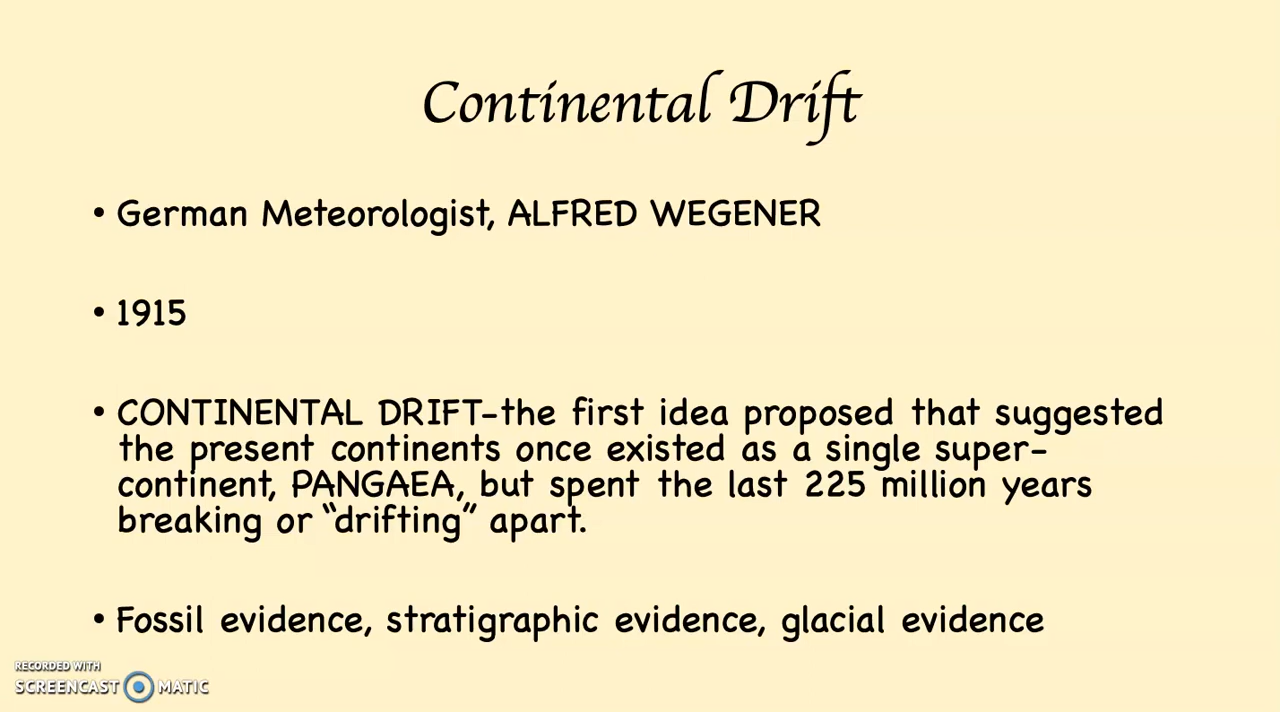 Continental Drift
• German Meteorologist, ALFRED WEGENER
• 1915
• CONTINENTAL DRIFT–the first idea proposed that suggested
the present continents once existed as a single super-
continent, PANGAEA, but spent the last 225 million years
breaking or “drifting” apart.
• Fossil evidence, stratigraphic evidence, glacial evidence
RECORDED WITH
SCREENCAST MATIC